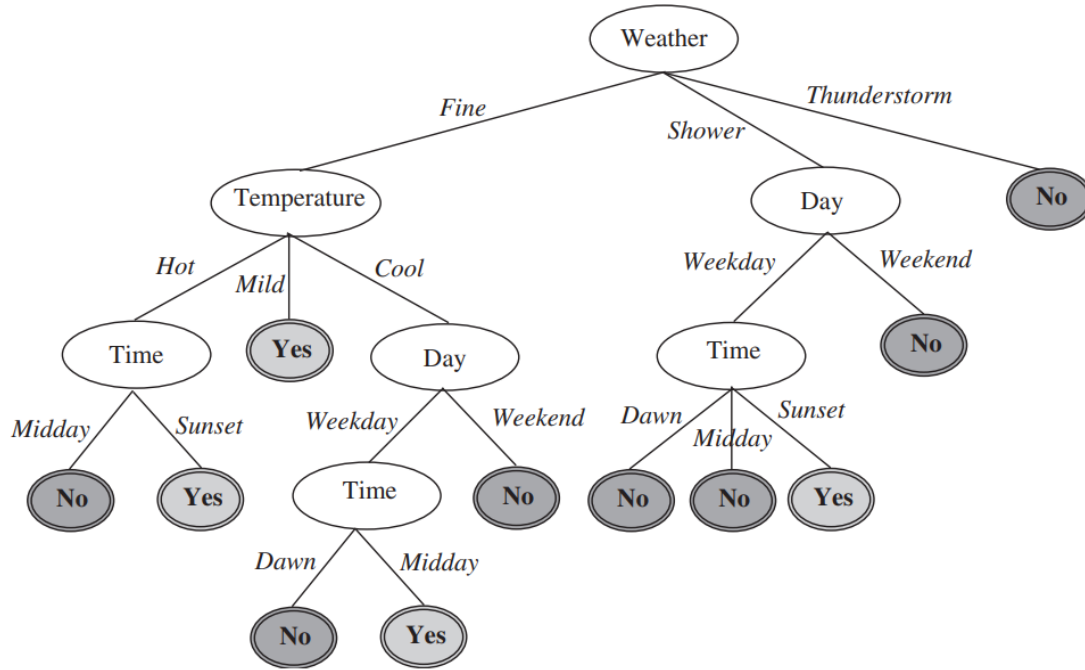 Weather
Fine
Shower
Thunderstorm
Temperature
Day
No
Hot
Mild
Cool
Weekday
Weekend
Time
Yes
Day
Time
No
Midday
Sunset
Weekday
Weekend
Dawn
Midday
Sunset
No
Yes
Time
No
No
No
Yes
Dawn
Midday
No
Yes